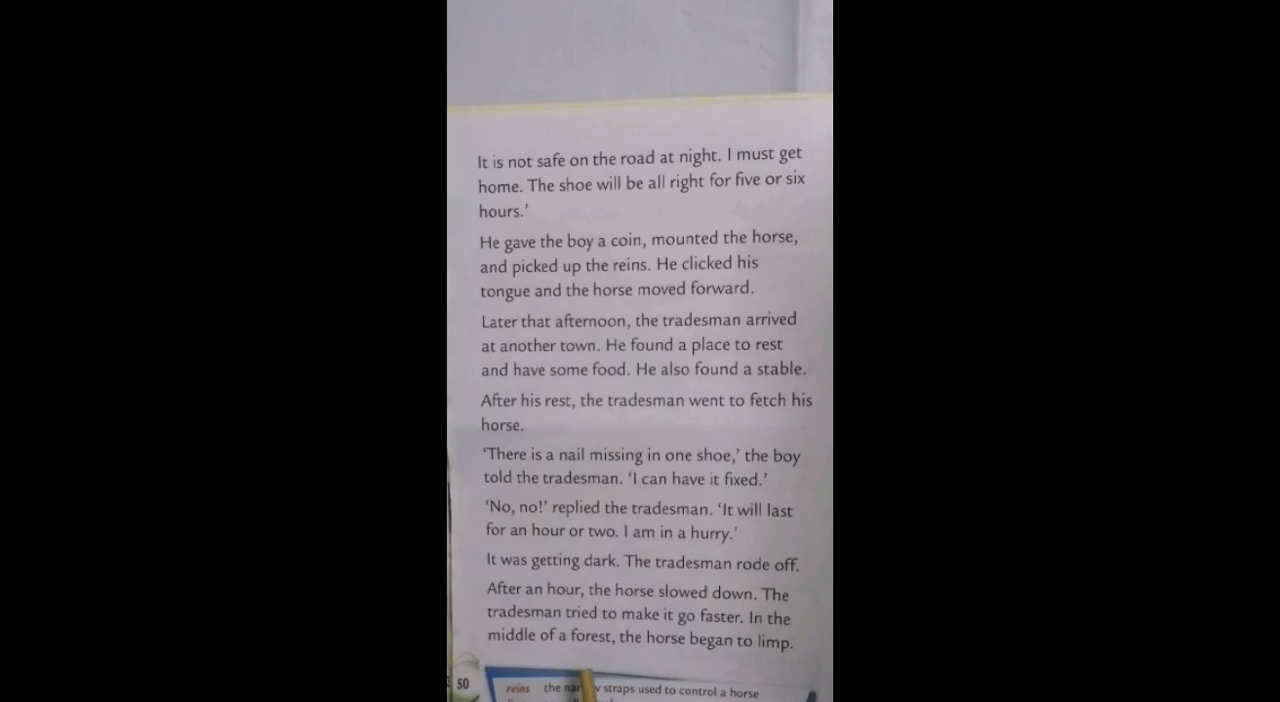 It is not safe on the road at night. I must get
home. The shoe will be all right for five or six
hours.’
He gave the boy a coin, mounted the horse,
and picked up the reins. He clicked his
tongue and the horse moved forward.
Later that afternoon, the tradesman arrived
at another town. He found a place to rest
and have some food. He also found a stable.
After his rest, the tradesman went to fetch his
horse.
‘There is a nail missing in one shoe,’ the boy
told the tradesman. ‘I can have it fixed.’
‘No, no!’ replied the tradesman. ‘It will last
for an hour or two. I am in a hurry.’
It was getting dark. The tradesman rode off.
After an hour, the horse slowed down. The
tradesman tried to make it go faster. In the
middle of a forest, the horse began to limp.
50
reins the straps used to control a horse